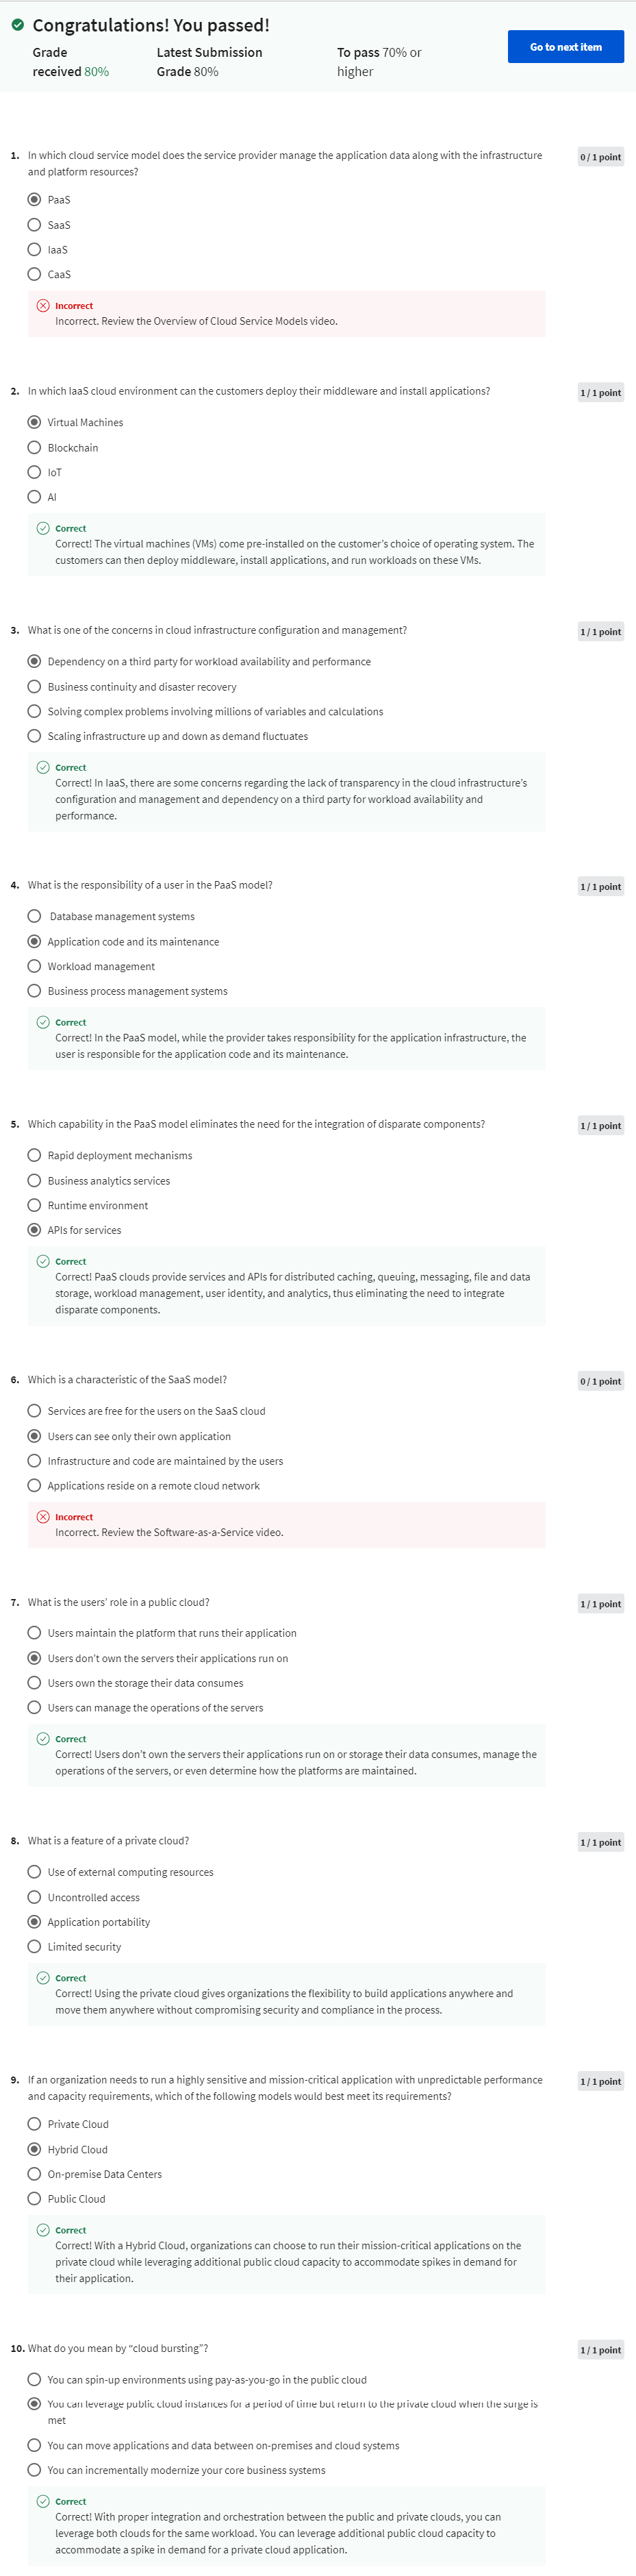 Congratulations! You passed!
Grade received 80%
Latest Submission Grade 80%
To pass 70% or higher
Go to next item
1. In which cloud service model does the service provider manage the application data along with the infrastructure
and platform resources?
0 / 1 point
PaaS
SaaS
IaaS
CaaS
Incorrect
Incorrect. Review the Overview of Cloud Service Models video.
2. In which IaaS cloud environment can the customers deploy their middleware and install applications?
1 / 1 point
Virtual Machines
Blockchain
IoT
AI
Correct
Correct! The virtual machines (VMs) come pre-installed on the customer’s choice of operating system. The
customers can then deploy middleware, install applications, and run workloads on these VMs.
3. What is one of the concerns in cloud infrastructure configuration and management?
1 / 1 point
Dependency on a third party for workload availability and performance
Business continuity and disaster recovery
Solving complex problems involving millions of variables and calculations
Scaling infrastructure up and down as demand fluctuates
Correct
Correct! In IaaS, there are some concerns regarding the lack of transparency in the cloud infrastructure’s
configuration and management and dependency on a third party for workload availability and
performance.
4. What is the responsibility of a user in the PaaS model?
1 / 1 point
Database management systems
Application code and its maintenance
Workload management
Business process management systems
Correct
Correct! In the PaaS model, while the provider takes responsibility for the application infrastructure, the
user is responsible for the application code and its maintenance.
5. Which capability in the PaaS model eliminates the need for the integration of disparate components?
1 / 1 point
Rapid deployment mechanisms
Business analytics services
Runtime environment
APIs for services
Correct
Correct! PaaS clouds provide services and APIs for distributed caching, queuing, messaging, file and data
storage, workload management, user identity, and analytics, thus eliminating the need to integrate
disparate components.
6. Which is a characteristic of the SaaS model?
0 / 1 point
Services are free for the users on the SaaS cloud
Users can see only their own application
Infrastructure and code are maintained by the users
Applications reside on a remote cloud network
Incorrect
Incorrect. Review the Software-as-a-Service video.
7. What is the users’ role in a public cloud?
1 / 1 point
Users maintain the platform that runs their application
Users don’t own the servers their applications run on
Users own the storage their data consumes
Users can manage the operations of the servers
Correct
Correct! Users don’t own the servers their applications run on or storage their data consumes, manage the
operations of the servers, or even determine how the platforms are maintained.
8. What is a feature of a private cloud?
1 / 1 point
Use of external computing resources
Uncontrolled access
Application portability
Limited security
Correct
Correct! Using the private cloud gives organizations the flexibility to build applications anywhere and
move them anywhere without compromising security and compliance in the process.
9. If an organization needs to run a highly sensitive and mission-critical application with unpredictable performance
and capacity requirements, which of the following models would best meet its requirements?
1 / 1 point
Private Cloud
Hybrid Cloud
On-premise Data Centers
Public Cloud
Correct
Correct! With a Hybrid Cloud, organizations can choose to run their mission-critical applications on the
private cloud while leveraging additional public cloud capacity to accommodate spikes in demand for
their application.
10. What do you mean by “cloud bursting”?
1 / 1 point
You can spin-up environments using pay-as-you-go in the public cloud
You can leverage public cloud instances for a period of time but return to the private cloud when the surge is
met
You can move applications and data between on-premises and cloud systems
You can incrementally modernize your core business systems
Correct
Correct! With proper integration and orchestration between the public and private clouds, you can
leverage both clouds for the same workload. You can leverage additional public cloud capacity to
accommodate a spike in demand for a private cloud application.